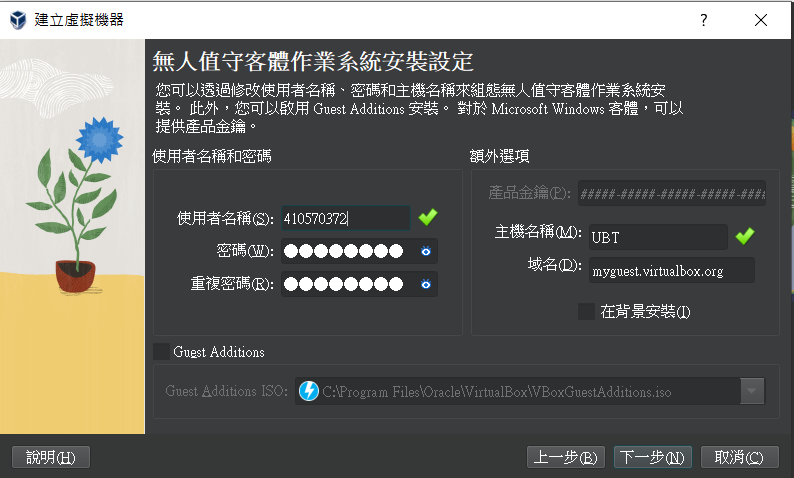 建立虛擬機器
?
無人值守客體作業系統安裝設定
您可以透過修改使用者名稱、密碼和主機名稱來組態無人值守客體作業系統安
裝。 此外，您可以啟用 Guest Additions 安裝。 對於 Microsoft Windows 客體，可以
提供產品金鑰。
使用者名稱和密碼
使用者名稱(S): 410570372
密碼(W): ●●●●●●●●
重複密碼(R): ●●●●●●●●
額外選項
產品金鑰(P): #####-#####-#####-#####-####
主機名稱(M): UBT
域名(D): myguest.virtualbox.org
在背景安裝(I)
Guest Additions
Guest Additions ISO: C:\Program Files\Oracle\VirtualBox\VBoxGuestAdditions.iso
說明(H) 上一步(B) 下一步(N) 取消(C)